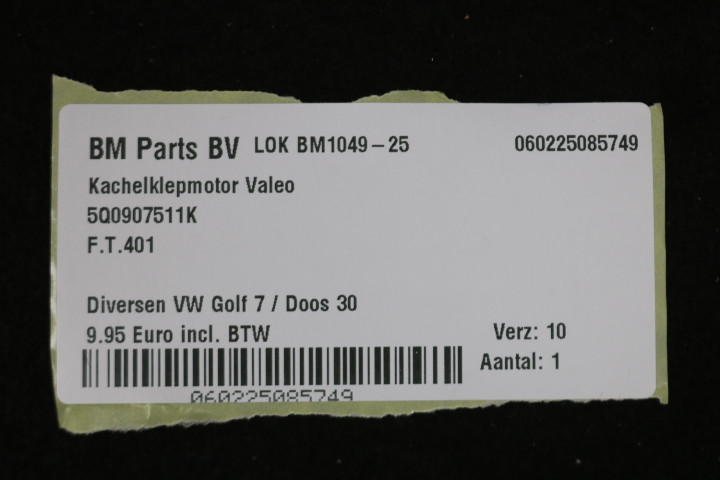 BM Parts BV LOK BM1049-25 060225085749
Kachelklepmotor Valeo
5Q0907511K
F.T.401
Diversen VW Golf 7 / Doos 30
9.95 Euro incl. BTW Verz: 10
Aantal: 1
060225085749